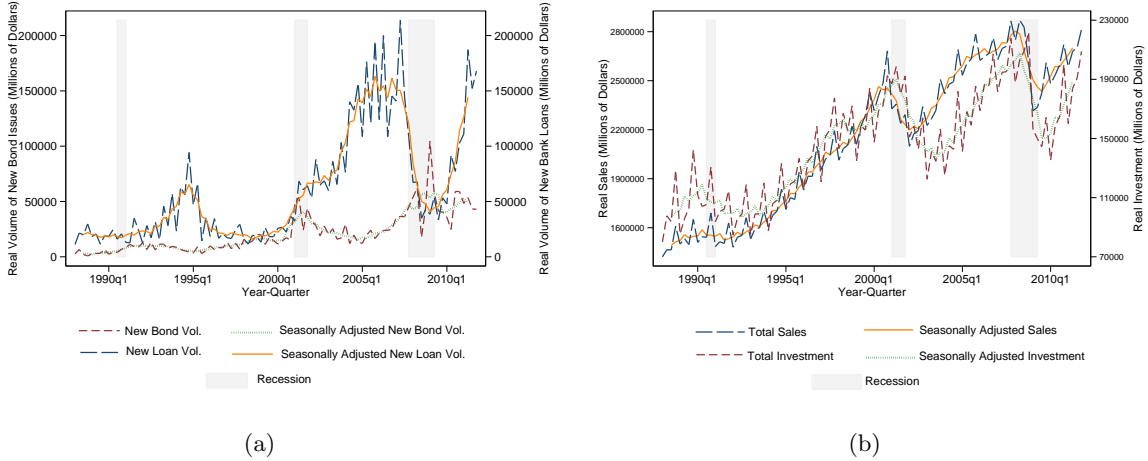 Real Volume of New Bond Issues (Millions of Dollars)
200000
150000
100000
50000
0
200000
150000
100000
50000
0
Real Volume of New Bank Loans (Millions of Dollars)
1990q1 1995q1 2000q1 2005q1 2010q1
Year-Quarter
New Bond Vol. Seasonally Adjusted New Bond Vol.
New Loan Vol. Seasonally Adjusted New Loan Vol.
Recession
(a)
Real Sales (Millions of Dollars)
2800000
2500000
2200000
1900000
1600000
230000
190000
150000
110000
70000
Real Investment (Millions of Dollars)
1990q1 1995q1 20000q1 2005q1 2010q1
Year-Quarter
Total Sales Seasonally Adjusted Sales
Total Investment Seasonally Adjusted Investment
Recession
(b)